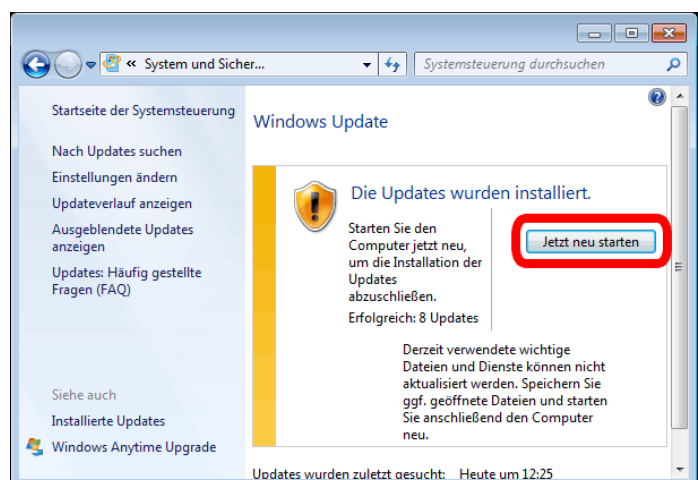 « System und Sicher...
Systemsteuerung durchsuchen
Startseite der Systemsteuerung
Nach Updates suchen
Einstellungen ändern
Updateverlauf anzeigen
Ausgeblendete Updates
anzeigen
Updates: Häufig gestellte
Fragen (FAQ)
Siehe auch
Installierte Updates
Windows Anytime Upgrade
Windows Update
Die Updates wurden installiert.
Starten Sie den
Computer jetzt neu,
um die Installation der
Updates
abzuschließen.
Erfolgreich: 8 Updates
Jetzt neu starten
Derzeit verwendete wichtige
Dateien und Dienste können nicht
aktualisiert werden. Speichern Sie
ggf. geöffnete Dateien und starten
Sie anschließend den Computer
neu.
Updates wurden zuletzt gesucht: Heute um 12:25